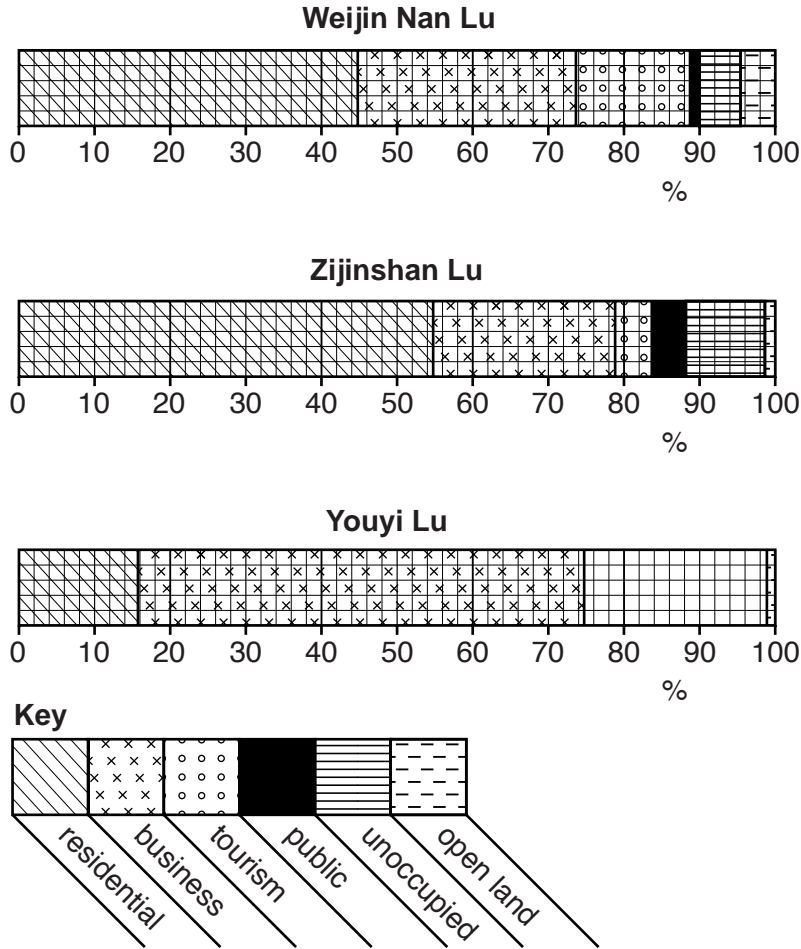 Weijin Nan Lu
0 10 20 30 40 50 60 70 80 90 100
%
Zijinshan Lu
0 10 20 30 40 50 60 70 80 90 100
%
Youyi Lu
0 10 20 30 40 50 60 70 80 90 100
%
Key
residential
business
tourism
public
unoccupied
open land